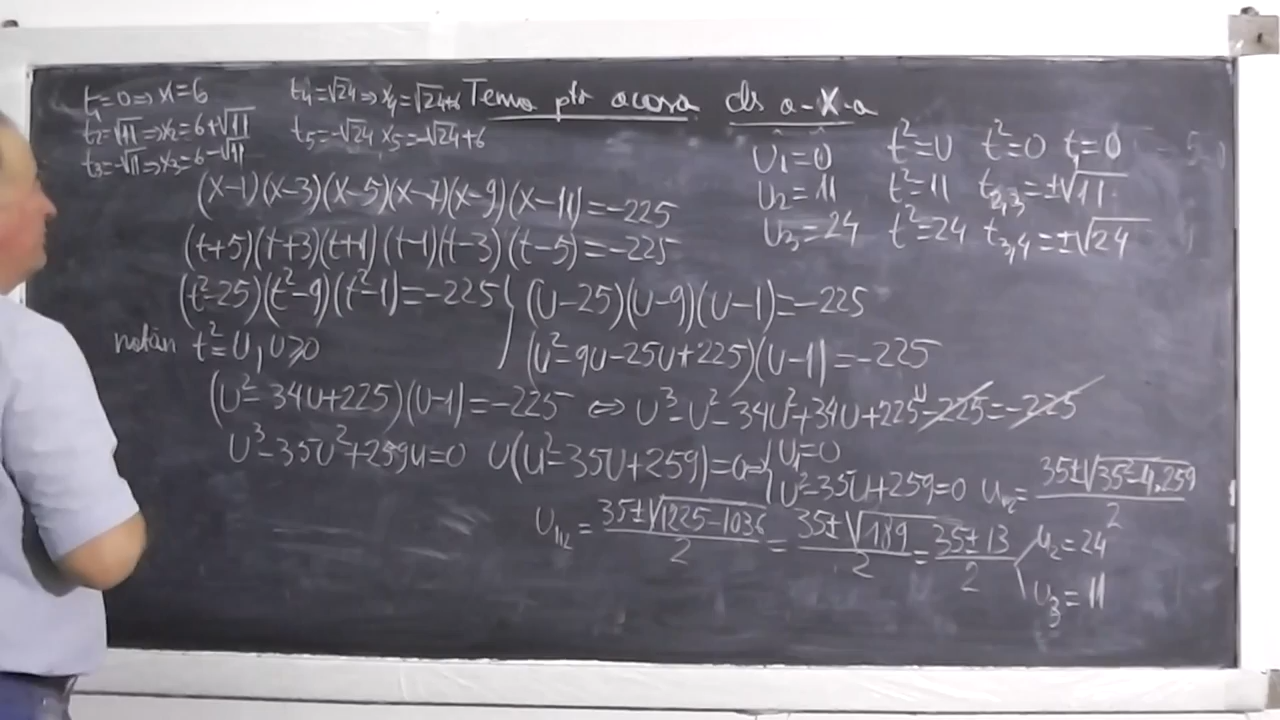 t₁=0⇒x₁=6
t₂=√11⇒x₂=6+√11
t₃=-√11⇒x₃=6-√11
t₄=√24⇒x₄=√24+6
t₅=-√24 x₅=-√24+6
Tema ptr acasa ds a-X-a
U₁=0 t²=0 t²=0 t₁=0
U₂=11 t²=11 t₂,₃=±√11
U₃=24 t²=24 t₃,₄=±√24
(x-1)(x-3)(x-5)(x-7)(x-9)(x-11)=-225
(t+5)(t+3)(t+1)(t-1)(t-3)(t-5)=-225
(t²-25)(t²-9)(t²-1)=-225
notăn t²=U, U≥0
(U-25)(U-9)(U-1)=-225
(U²-9U-25U+225)(U-1)=-225
(U²-34U+225)(U-1)=-225 ⇔ U³-U²-34U²+34U+225U-225=-225
U³-35U²+259U=0 U(U²-35U+259)=0⇒ U₁=0
U²-35U+259=0 U₁,₂=(35±√(35²-4.259))/2
U₁,₂=(35±√(1225-1036))/2=(35±√189)/2=(35±13)/2
U₂=24
U₃=11